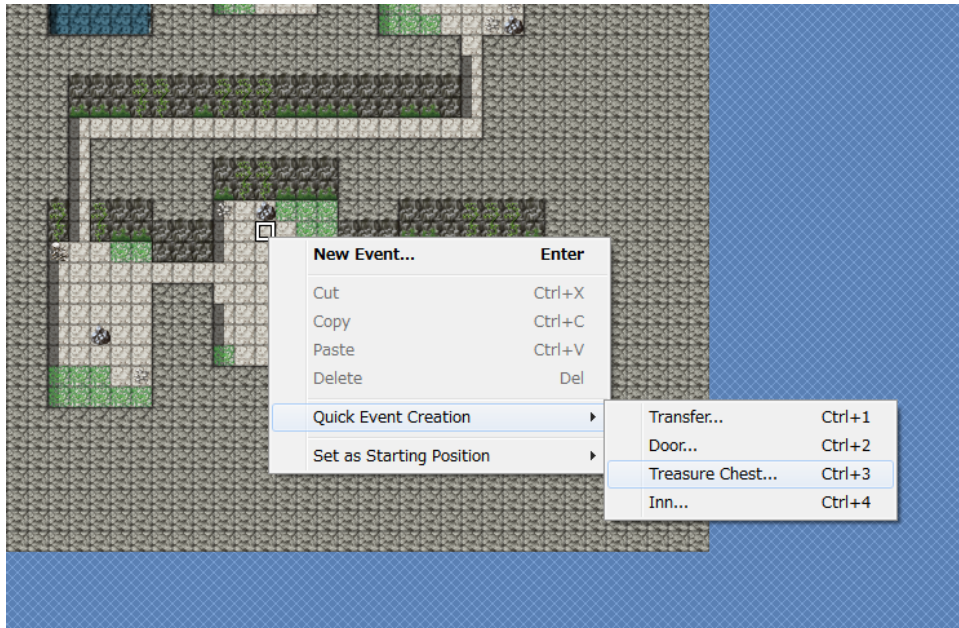 New Event... Enter
Cut Ctrl+X
Copy Ctrl+C
Paste Ctrl+V
Delete Del
Quick Event Creation
Set as Starting Position
Transfer... Ctrl+1
Door... Ctrl+2
Treasure Chest... Ctrl+3
Inn... Ctrl+4